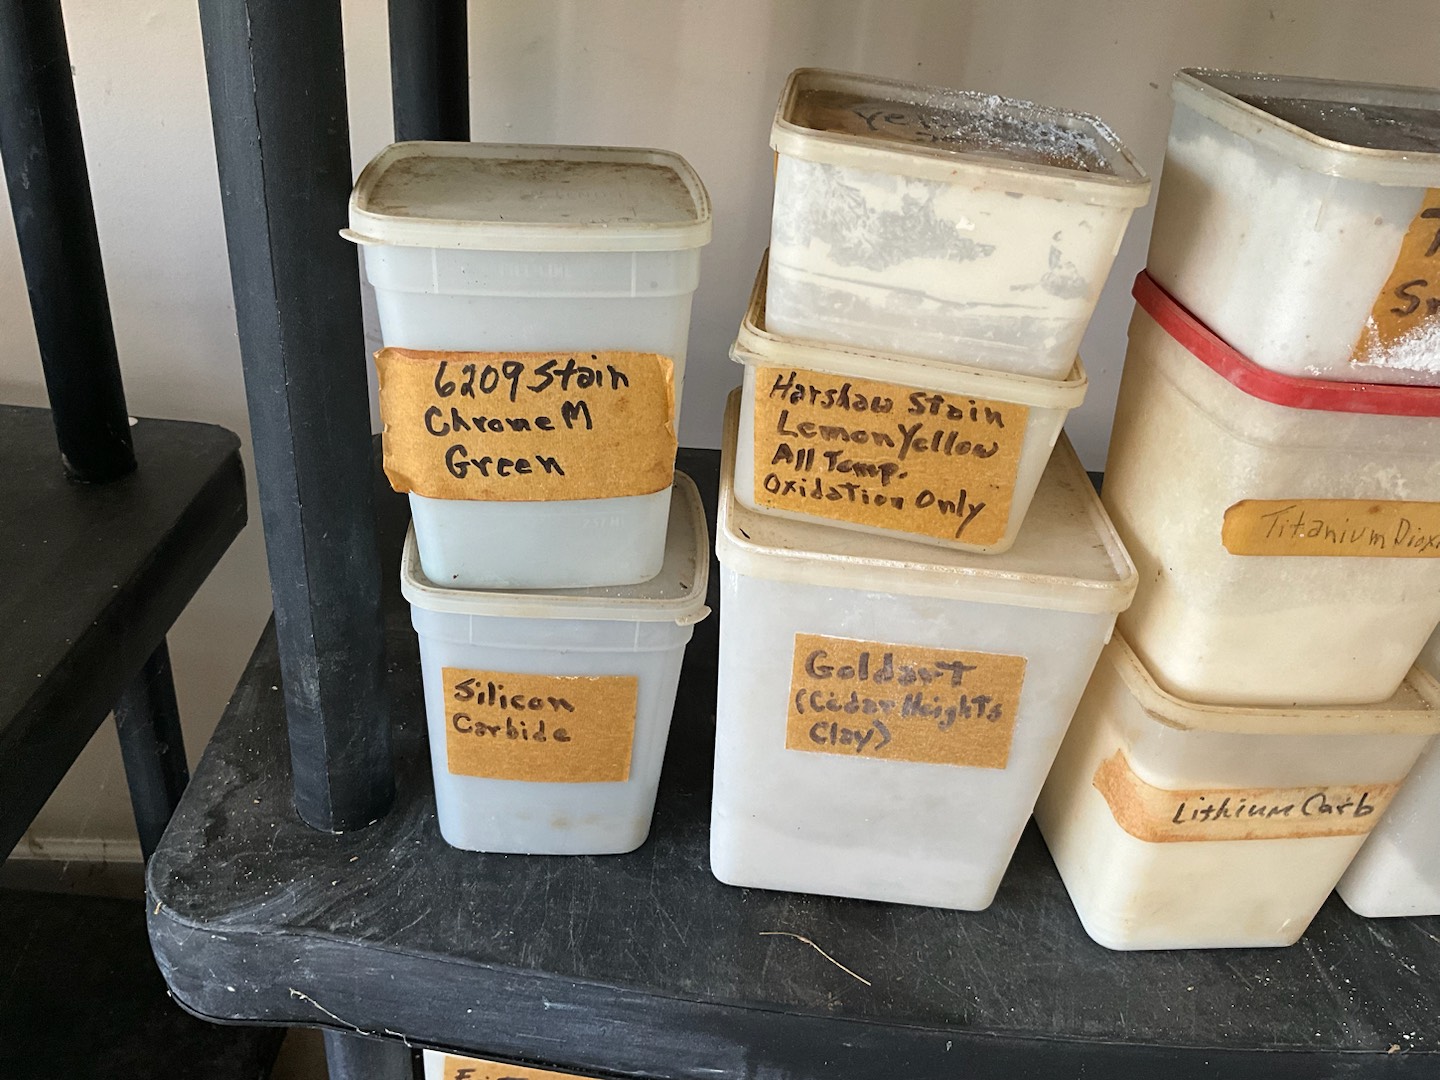 6209 Stain
Chrome M
Green
Silicon
Carbide
Harshaw Stain
Lemon Yellow
All Temp.
Oxidation Only
Goldart
(Cedar Heights
Clay)
Titanium
Lithium Carb